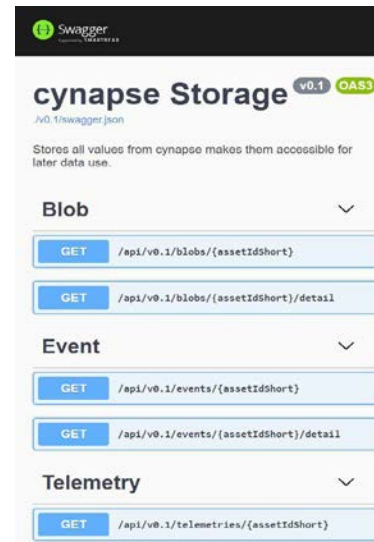 Swagger
Supported by SMARTBEAR
cynapse Storage v0.1 OAS3
/v0.1/swagger.json
Stores all values from cynapse makes them accessible for
later data use.
Blob
GET /api/v0.1/blobs/{assetIdShort}
GET /api/v0.1/blobs/{assetIdShort}/detail
Event
GET /api/v0.1/events/{assetIdShort}
GET /api/v0.1/events/{assetIdShort}/detail
Telemetry
GET /api/v0.1/telemetries/{assetIdShort}